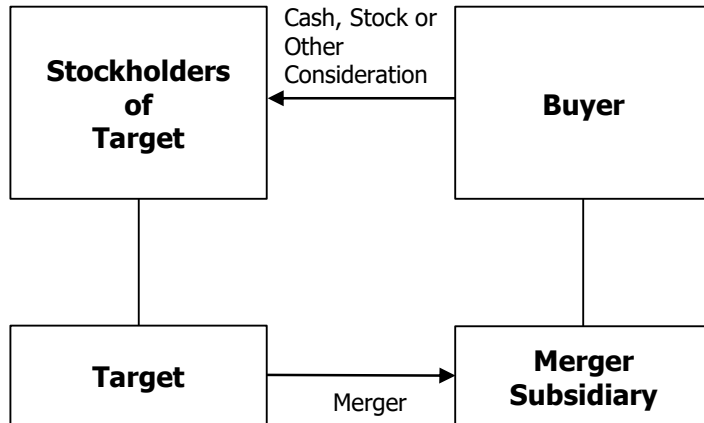 Cash, Stock or
Other
Consideration
Stockholders
of
Target
Buyer
Target
Merger
Merger
Subsidiary